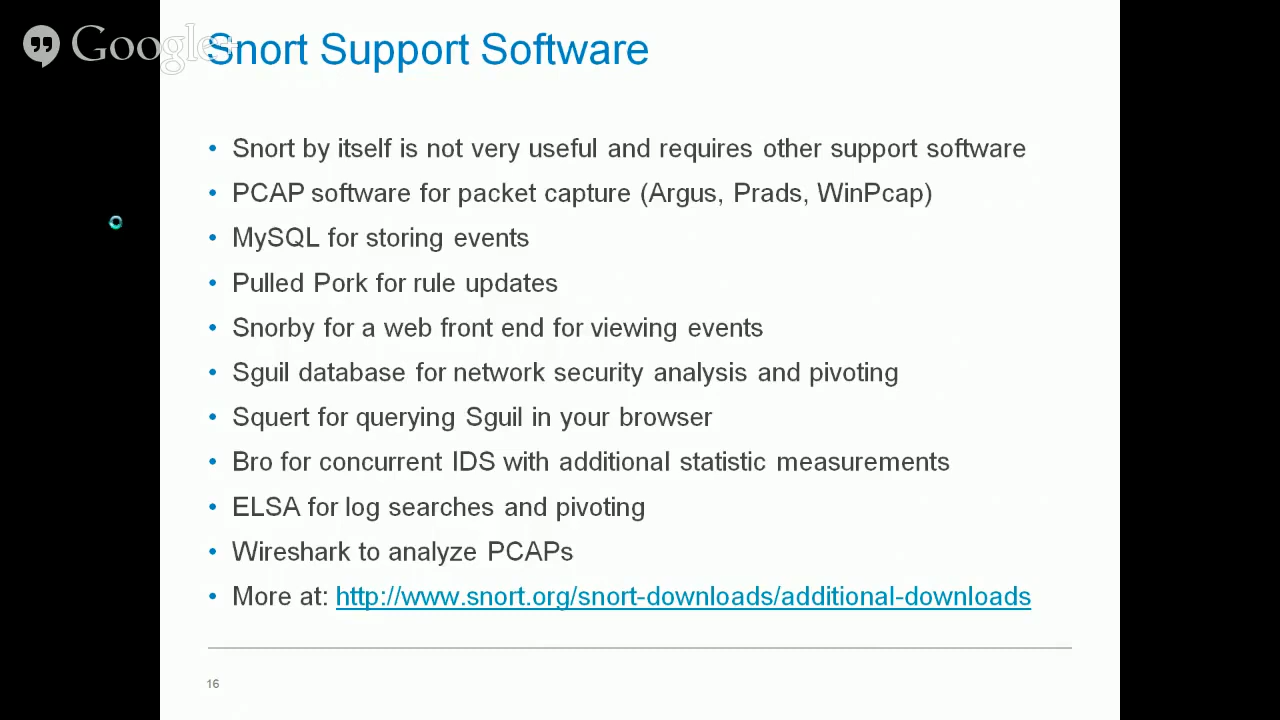 Google+
Snort Support Software
• Snort by itself is not very useful and requires other support software
• PCAP software for packet capture (Argus, Prads, WinPcap)
• MySQL for storing events
• Pulled Pork for rule updates
• Snorby for a web front end for viewing events
• Sguil database for network security analysis and pivoting
• Squert for querying Sguil in your browser
• Bro for concurrent IDS with additional statistic measurements
• ELSA for log searches and pivoting
• Wireshark to analyze PCAPs
• More at: http://www.snort.org/snort-downloads/additional-downloads
16